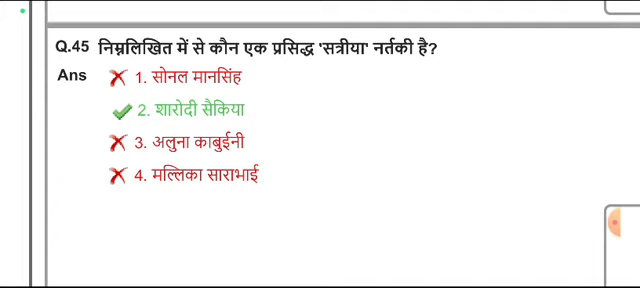 Q.45 निम्नलिखित में से कौन एक प्रसिद्ध 'सत्रीया' नर्तकी है?
Ans 1. सोनल मानसिंह
2. शारोदी सैकिया
3. अलुना काबुईनी
4. मल्लिका साराभाई